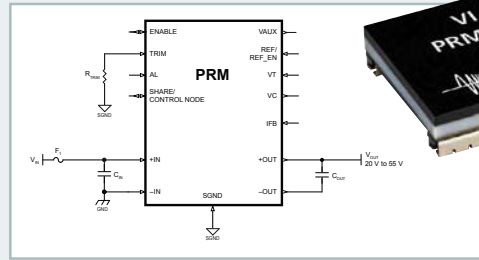 ENABLE
TRIM
AL
SHARE/
CONTROL NODE
+IN
–IN
PRM
SGND
VAUX
REF/
REF_EN
VT
VC
IFB
+OUT
–OUT
R TRIM
SGND
V IN
F 1
C IN
GND
SGND
C OUT
V OUT
20 V to 55 V
VI
PRM